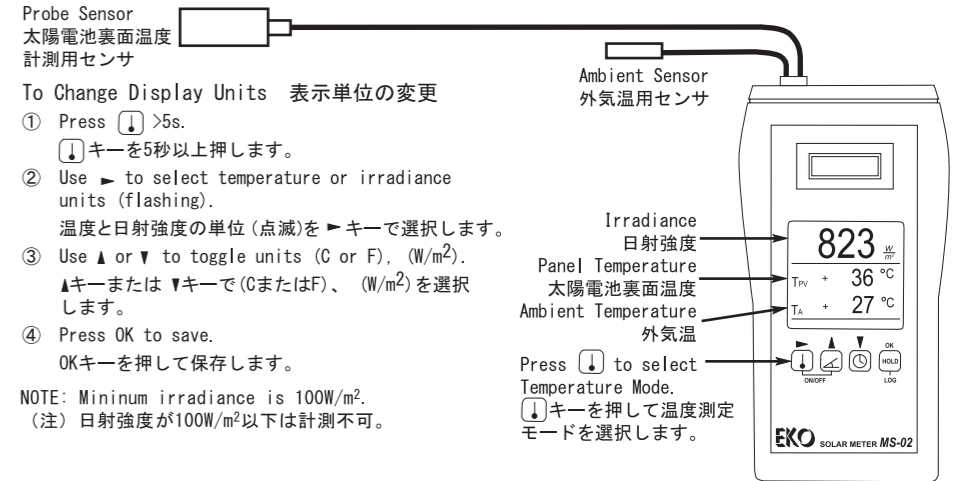 Probe Sensor
太陽電池裏面温度
計測用センサ
Ambient Sensor
外気温用センサ
To Change Display Units 表示単位の変更
① Press >5s.
キーを5秒以上押します。
② Use ► to select temperature or irradiance
units (flashing).
温度と日射強度の単位(点滅)を ► キーで選択します。
③ Use ▲ or ▼ to toggle units (C or F), (W/m²).
▲キーまたは ▼キーで(CまたはF)、 (W/m²)を選択
します。
④ Press OK to save.
OKキーを押して保存します。
NOTE: Mininum irradiance is 100W/m².
(注) 日射強度が100W/m²以下は計測不可。
Irradiance
日射強度
Panel Temperature
太陽電池裏面温度
Ambient Temperature
外気温
Press to select
Temperature Mode.
キーを押して温度測定
モードを選択します。
823 W/m²
TPV + 36 °C
TA + 27 °C
► ▲ ▼ OK
HOLD
ON/OFF LOG
EKO SOLAR METER MS-02